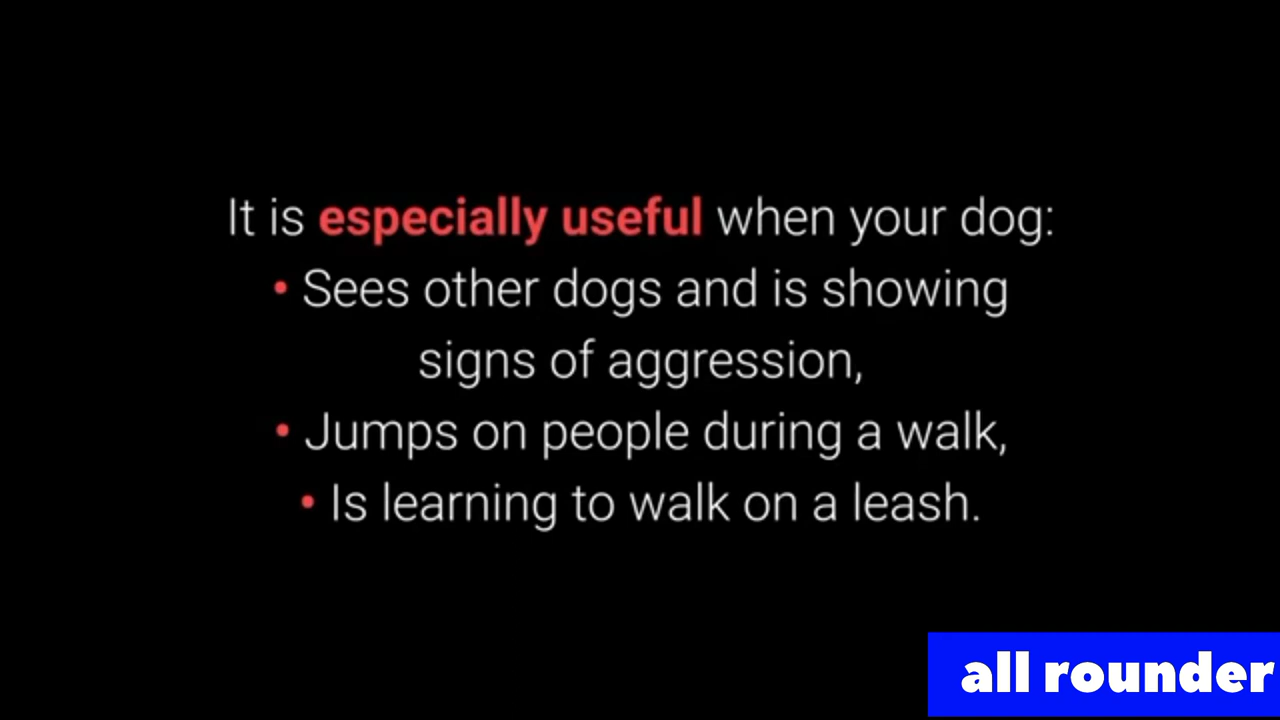 It is especially useful when your dog:
• Sees other dogs and is showing
signs of aggression,
• Jumps on people during a walk,
• Is learning to walk on a leash.
all rounder